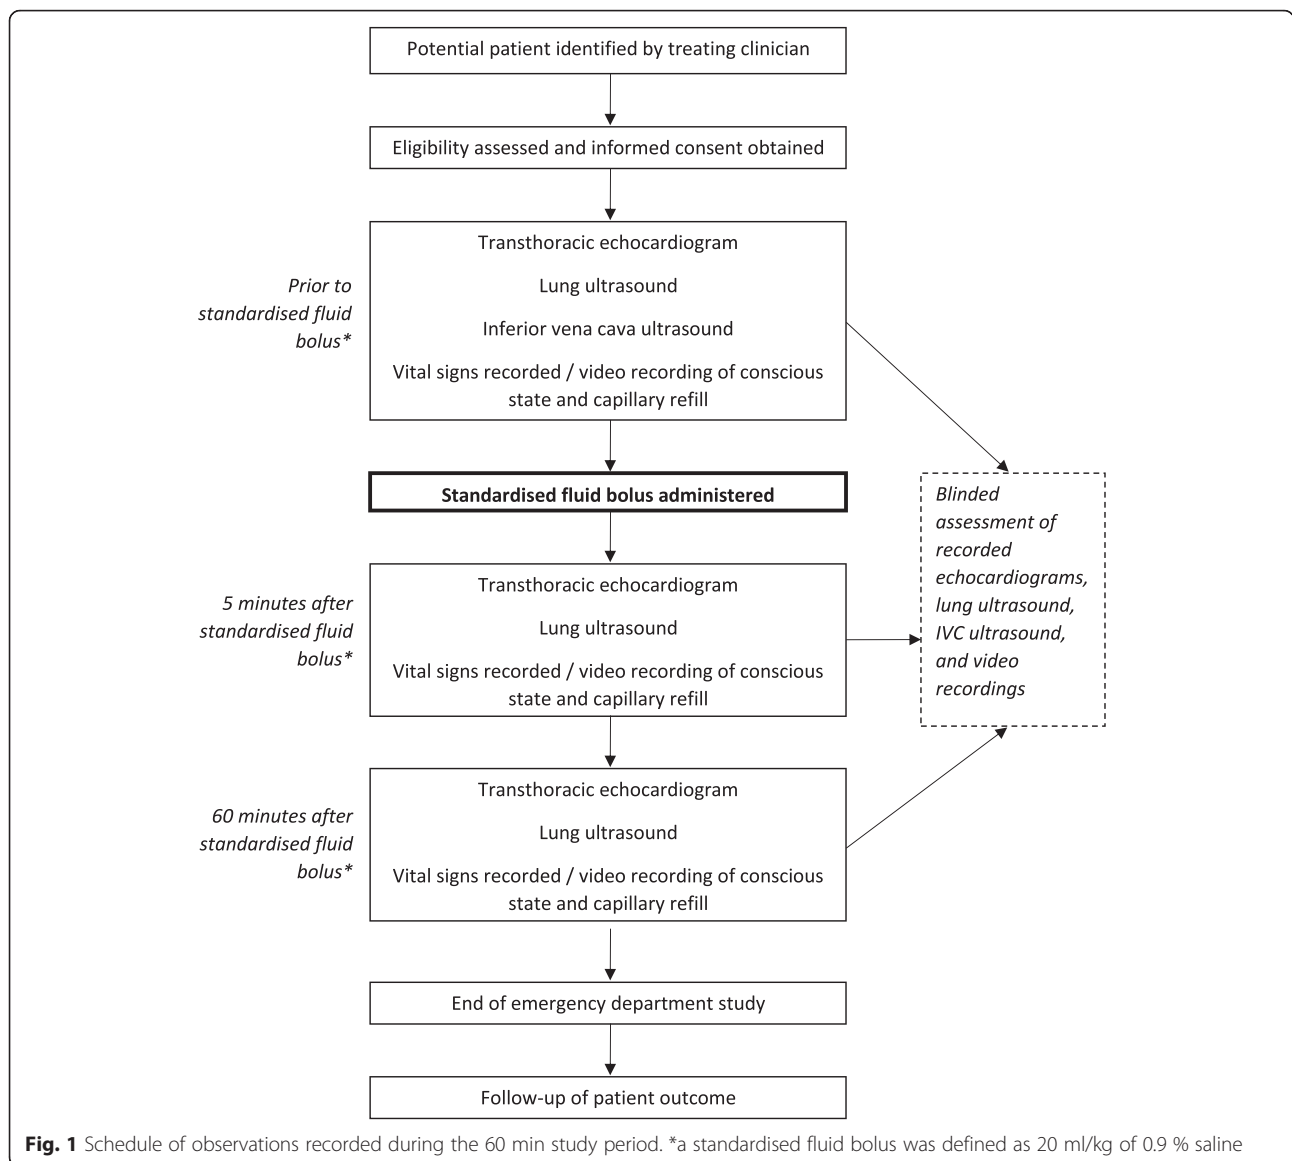 Potential patient identified by treating clinician
Eligibility assessed and informed consent obtained
Prior to
standardised fluid
bolus*
Transthoracic echocardiogram
Lung ultrasound
Inferior vena cava ultrasound
Vital signs recorded / video recording of conscious
state and capillary refill
Standardised fluid bolus administered
Blinded
assessment of
recorded
echocardiograms,
lung ultrasound,
IVC ultrasound,
and video
recordings
5 minutes after
standardised fluid
bolus*
Transthoracic echocardiogram
Lung ultrasound
Vital signs recorded / video recording of conscious
state and capillary refill
60 minutes after
standardised fluid
bolus*
Transthoracic echocardiogram
Lung ultrasound
Vital signs recorded / video recording of conscious
state and capillary refill
End of emergency department study
Follow-up of patient outcome
Fig. 1 Schedule of observations recorded during the 60 min study period. *a standardised fluid bolus was defined as 20 ml/kg of 0.9 % saline